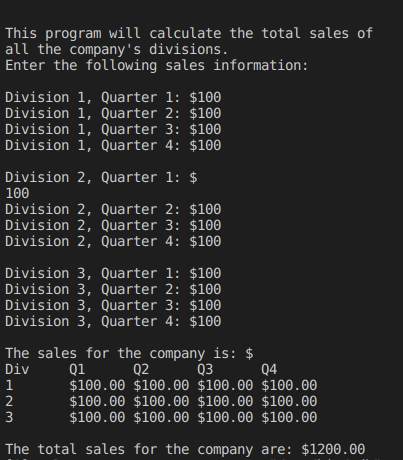 This program will calculate the total sales of
all the company's divisions.
Enter the following sales information:
Division 1, Quarter 1: $100
Division 1, Quarter 2: $100
Division 1, Quarter 3: $100
Division 1, Quarter 4: $100
Division 2, Quarter 1: $
100
Division 2, Quarter 2: $100
Division 2, Quarter 3: $100
Division 2, Quarter 4: $100
Division 3, Quarter 1: $100
Division 3, Quarter 2: $100
Division 3, Quarter 3: $100
Division 3, Quarter 4: $100
The sales for the company is: $
Div Q1 Q2 Q3 Q4
1 $100.00 $100.00 $100.00 $100.00
2 $100.00 $100.00 $100.00 $100.00
3 $100.00 $100.00 $100.00 $100.00
The total sales for the company are: $1200.00